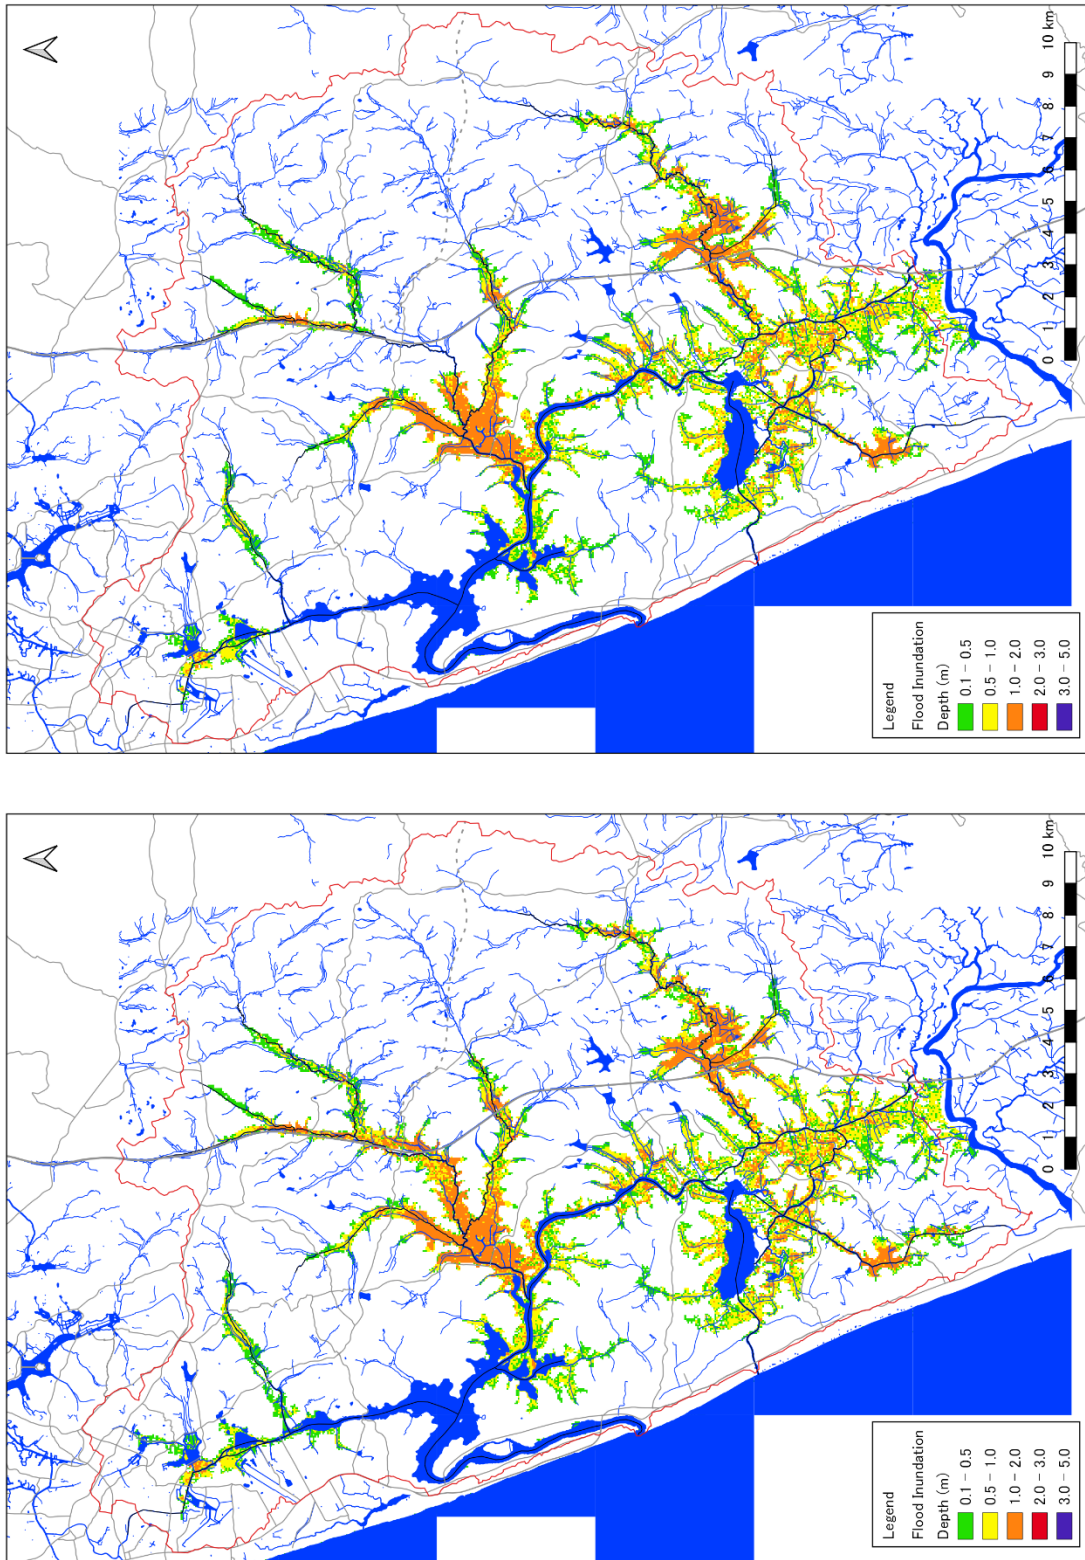 10 km
9
8
7
6
5
4
3
2
1
0
Legend
Flood Inundation
Depth (m)
0.1 – 0.5
0.5 – 1.0
1.0 – 2.0
2.0 – 3.0
3.0 – 5.0
10 km
9
8
7
6
5
4
3
2
1
0
Legend
Flood Inundation
Depth (m)
0.1 – 0.5
0.5 – 1.0
1.0 – 2.0
2.0 – 3.0
3.0 – 5.0